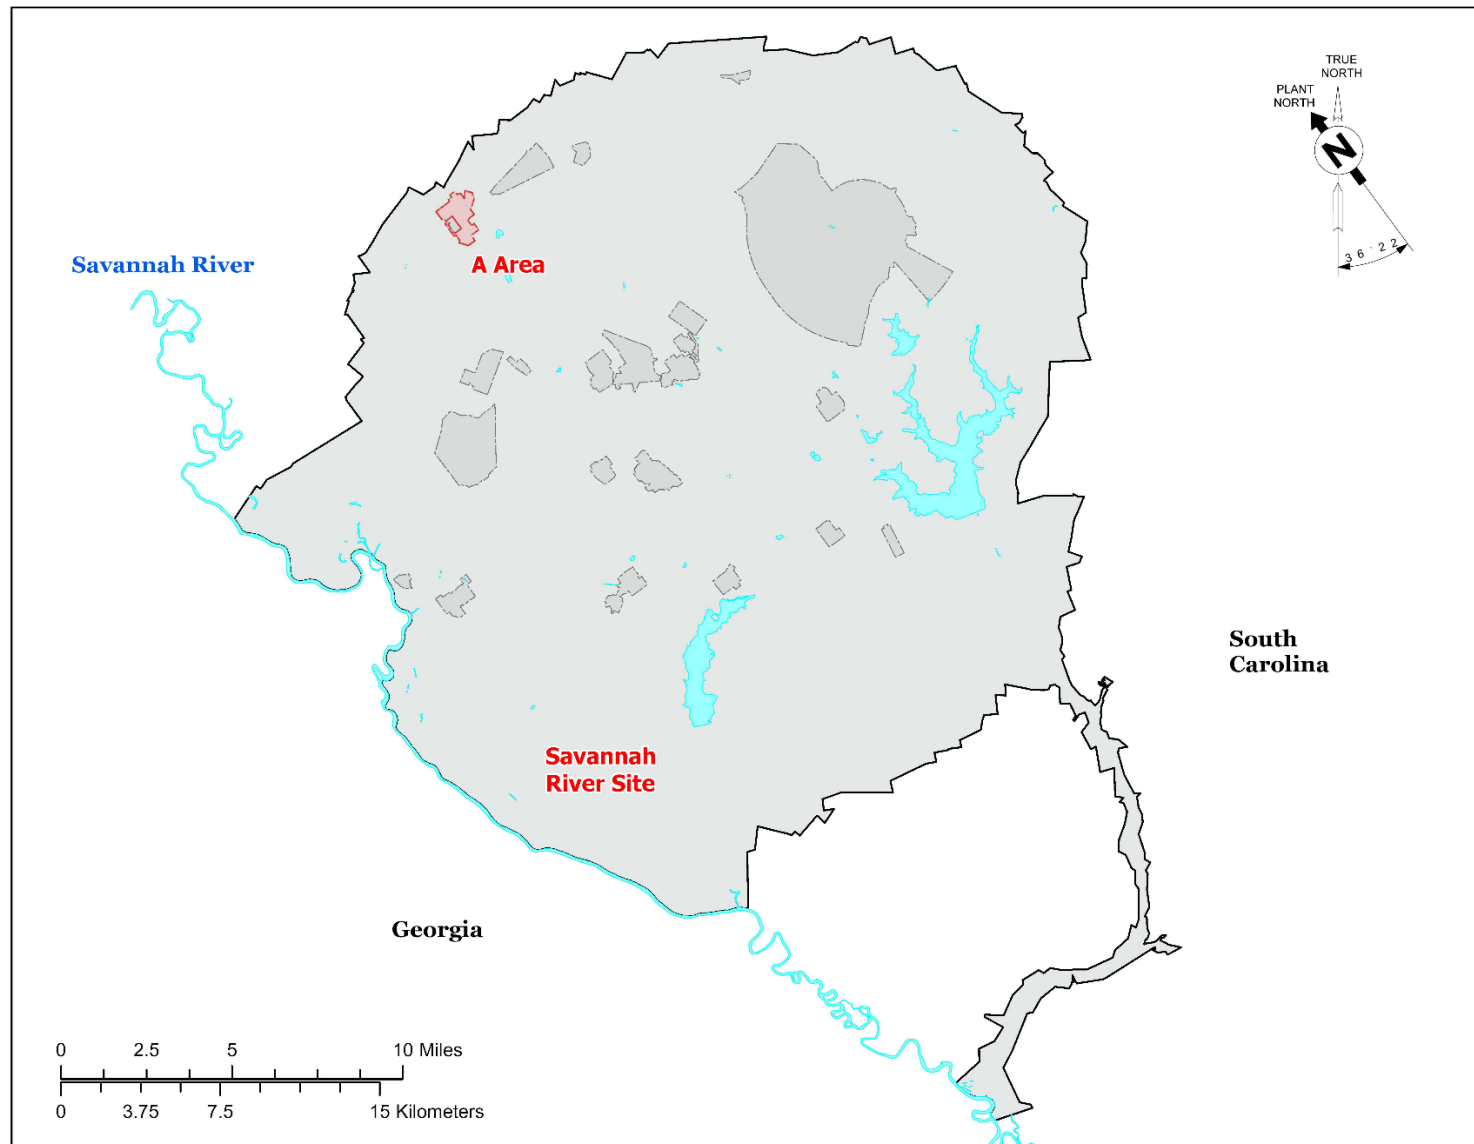 TRUE
NORTH
PLANT
NORTH
N
36°22
A Area
Savannah River
South
Carolina
Savannah
River Site
Georgia
0 2.5 5 10 Miles
0 3.75 7.5 15 Kilometers